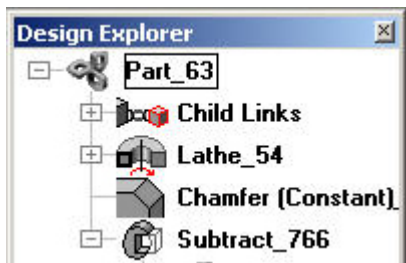 Design Explorer
Part_63
Child Links
Lathe_54
Chamfer (Constant)_
Subtract_766